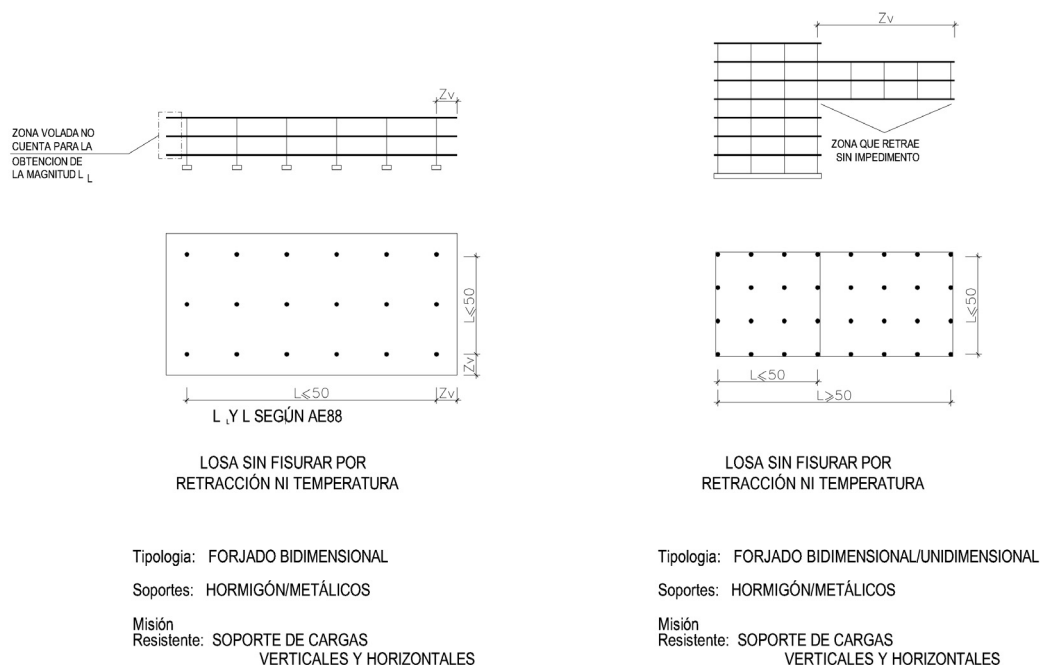 Zv
Zv
ZONA VOLADA NO
CUENTA PARA LA
OBTENCION DE
LA MAGNITUD L L
ZONA QUE RETRAE
SIN IMPEDIMENTO
L⩽50
Zv
L⩽50
Zv
L L Y L SEGÚN AE88
L⩽50
L⩽50
L⩾50
LOSA SIN FISURAR POR
RETRACCIÓN NI TEMPERATURA
LOSA SIN FISURAR POR
RETRACCIÓN NI TEMPERATURA
Tipologia: FORJADO BIDIMENSIONAL
Soportes: HORMIGÓN/METÁLICOS
Misión
Resistente: SOPORTE DE CARGAS
VERTICALES Y HORIZONTALES
Tipologia: FORJADO BIDIMENSIONAL/UNIDIMENSIONAL
Soportes: HORMIGÓN/METÁLICOS
Misión
Resistente: SOPORTE DE CARGAS
VERTICALES Y HORIZONTALES